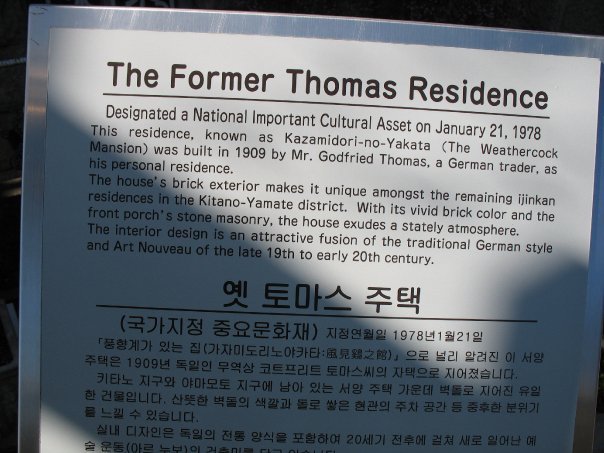 The Former Thomas Residence
Designated a National Important Cultural Asset on January 21, 1978
This residence, known as Kazamidori-no-Yakata (The Weathercock
Mansion) was built in 1909 by Mr. Godfried Thomas, a German trader, as
his personal residence.
The house's brick exterior makes it unique amongst the remaining ijinkan
residences in the Kitano-Yamate district. With its vivid brick color and the
front porch's stone masonry, the house exudes a stately atmosphere.
The interior design is an attractive fusion of the traditional German style
and Art Nouveau of the late 19th to early 20th century.
옛 토마스 주택
(국가지정 중요문화재) 지정연월일 1978년1월21일
「풍향계가 있는 집(가자미도리노야카타:風見鶏之館)」으로 널리 알려진 이 서양
주택은 1909년 독일인 무역상 코트프리트 토마스씨의 자택으로 지어졌습니다.
키타노 지구와 야마모토 지구에 남아 있는 서양 주택 가운데 벽돌로 지어진 유일
한 건물입니다. 산뜻한 벽돌의 색깔과 돌로 쌓은 현관의 주차 공간 등 중후한 분위기
를 느낄 수 있습니다.
실내 디자인은 독일의 전통 양식을 포함하여 20세기 전후에 걸쳐 새로 일어난 예
술 운동(아르 누보)의